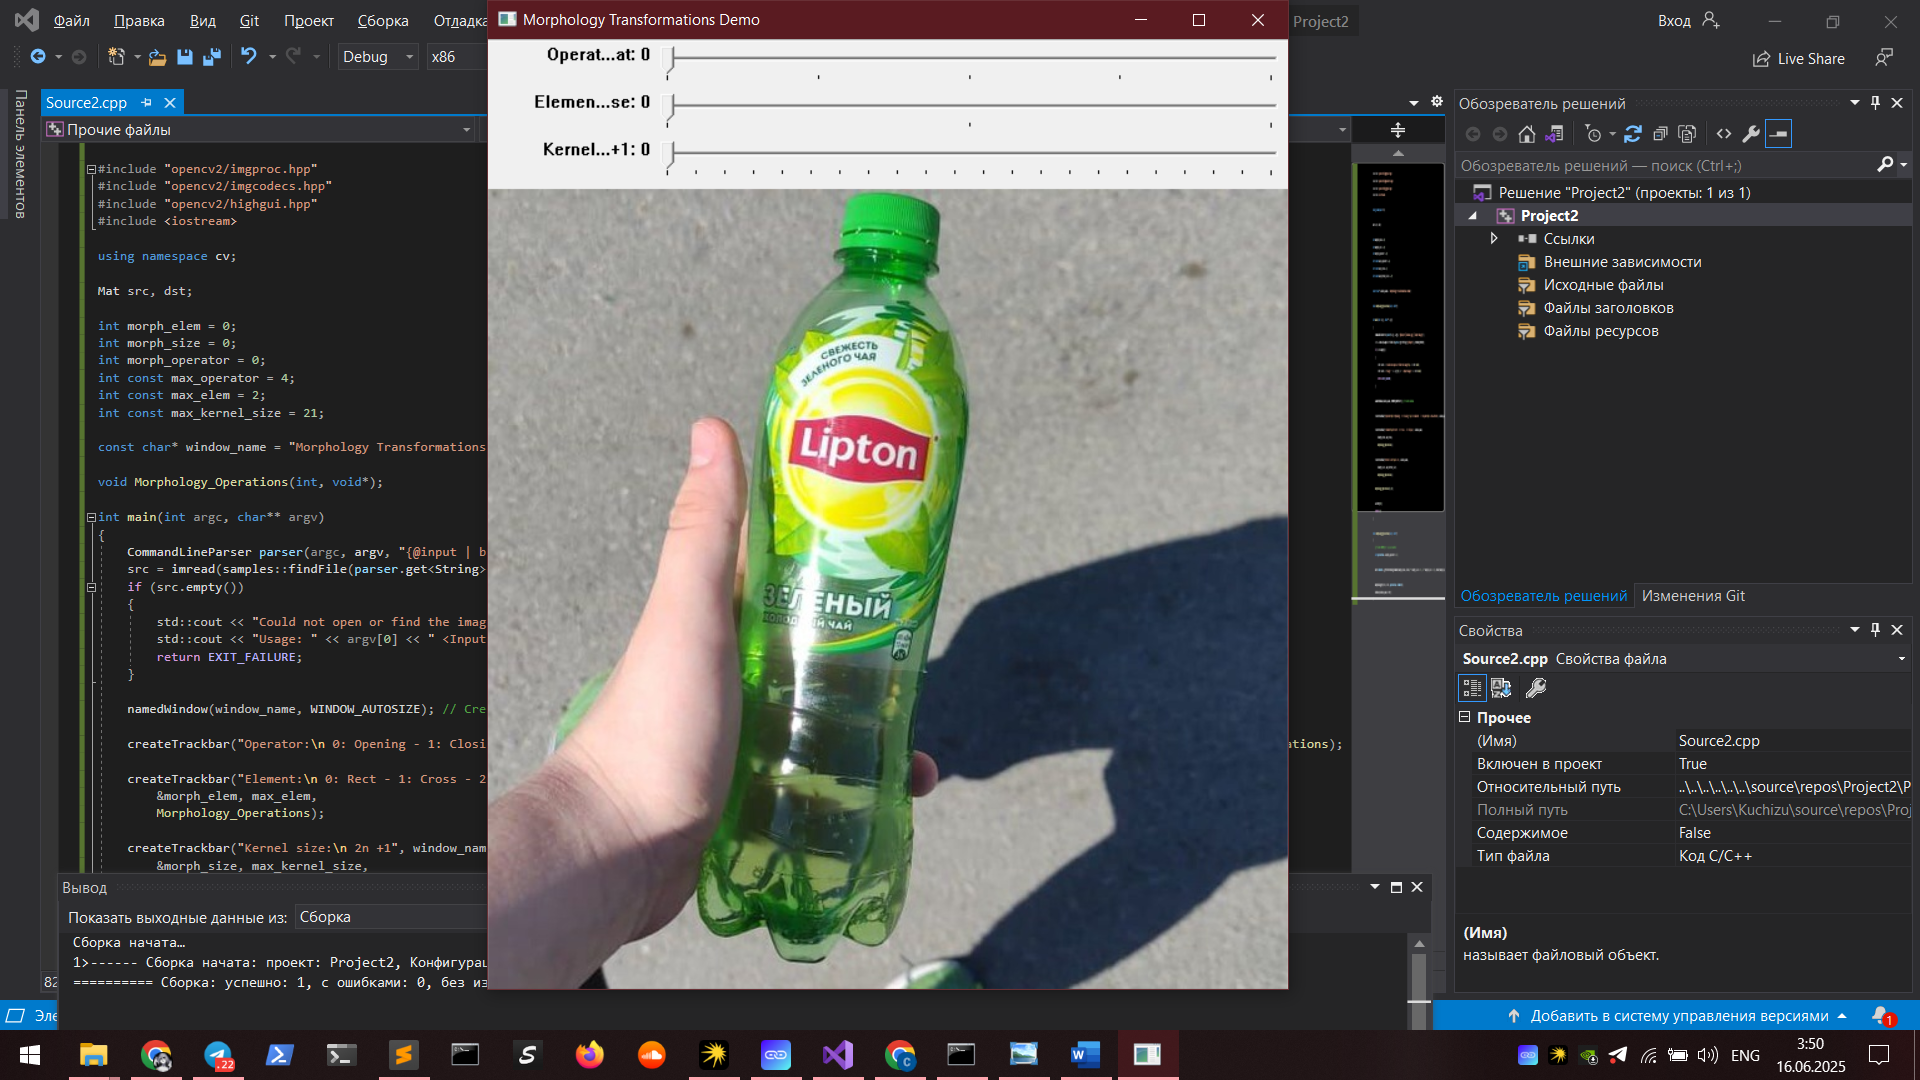 Файл Правка Вид Git Проект Сборка Отладка
Morphology Transformations Demo
Project2
Вход
Debug
x86
Live Share
Панель элементов
Source2.cpp
Прочие файлы
Operat...at: 0
Elemen...se: 0
Kernel...+1: 0
#include "opencv2/imgproc.hpp"
#include "opencv2/imgcodecs.hpp"
#include "opencv2/highgui.hpp"
#include <iostream>
using namespace cv;
Mat src, dst;
int morph_elem = 0;
int morph_size = 0;
int morph_operator = 0;
int const max_operator = 4;
int const max_elem = 2;
int const max_kernel_size = 21;
const char* window_name = "Morphology Transformations
void Morphology_Operations(int, void*);
int main(int argc, char** argv)
{
CommandLineParser parser(argc, argv, "{@input | b
src = imread(samples::findFile(parser.get<String>
if (src.empty())
{
std::cout << "Could not open or find the imag
std::cout << "Usage: " << argv[0] << " <Input
return EXIT_FAILURE;
}
namedWindow(window_name, WINDOW_AUTOSIZE); // Cre
createTrackbar("Operator:\n 0: Opening - 1: Closi
ations);
createTrackbar("Element:\n 0: Rect - 1: Cross - 2
&morph_elem, max_elem,
Morphology_Operations);
createTrackbar("Kernel size:\n 2n +1", window_nam
&morph_size, max_kernel_size,
СВЕЖЕСТЬ
ЗЕЛЕНОГО ЧАЯ
Lipton
ЗЕЛЕНЫЙ
ХОЛОДНЫЙ ЧАЙ
Вывод
Показать выходные данные из: Сборка
Сборка начата…
1>------ Сборка начата: проект: Project2, Конфигурац
========== Сборка: успешно: 1, с ошибками: 0, без из
82
Эле
Обозреватель решений
Обозреватель решений — поиск (Ctrl+;)
Решение "Project2" (проекты: 1 из 1)
Project2
Ссылки
Внешние зависимости
Исходные файлы
Файлы заголовков
Файлы ресурсов
Обозреватель решений Изменения Git
Свойства
Source2.cpp Свойства файла
Прочее
(Имя) Source2.cpp
Включен в проект True
Относительный путь ..\..\..\..\..\..\source\repos\Project2\P
Полный путь C:\Users\Kuchizu\source\repos\Proj
Содержимое False
Тип файла Код C/C++
(Имя)
называет файловый объект.
Добавить в систему управления версиями
1
22
ENG
3:50
16.06.2025